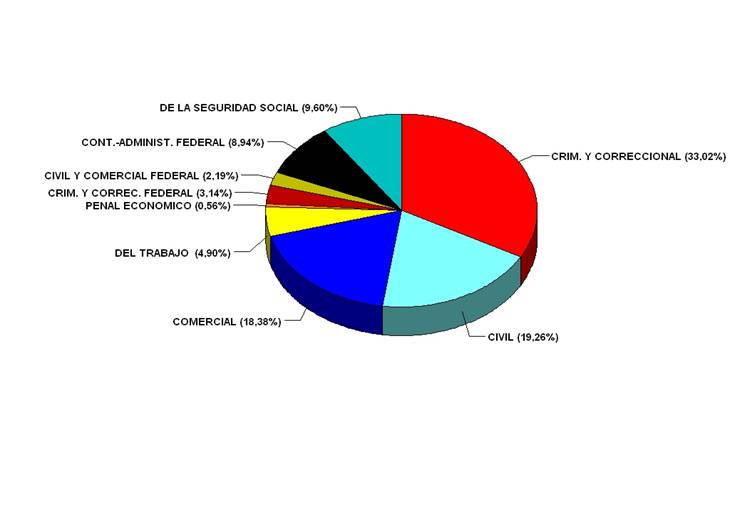 DE LA SEGURIDAD SOCIAL (9,60%)
CONT.-ADMINIST. FEDERAL (8,94%)
CRIM. Y CORRECCIONAL (33,02%)
CIVIL Y COMERCIAL FEDERAL (2,19%)
CRIM. Y CORREC. FEDERAL (3,14%)
PENAL ECONOMICO (0,56%)
DEL TRABAJO (4,90%)
COMERCIAL (18,38%)
CIVIL (19,26%)